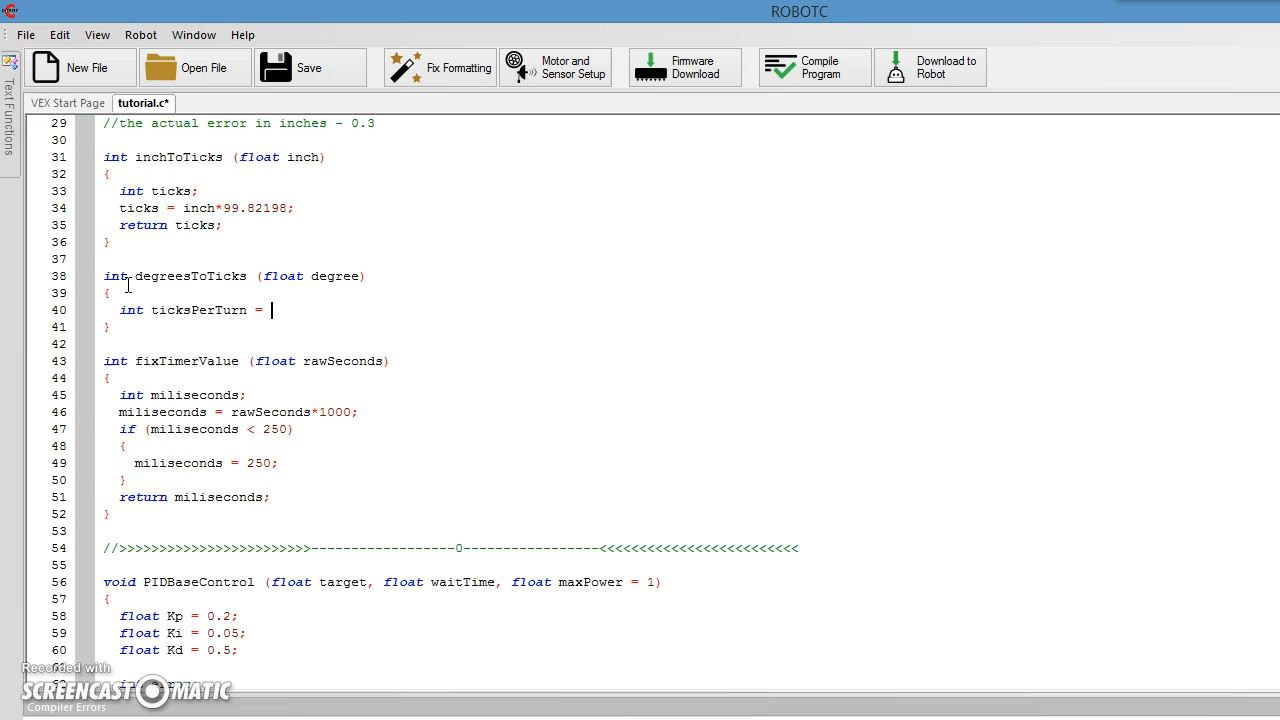 ROBOTC
File Edit View Robot Window Help
New File Open File Save Fix Formatting Motor and Sensor Setup Firmware Download Compile Program Download to Robot
Text Functions
VEX Start Page tutorial.c*
29 //the actual error in inches - 0.3
30
31 int inchToTicks (float inch)
32 {
33 int ticks;
34 ticks = inch*99.82198;
35 return ticks;
36 }
37
38 int degreesToTicks (float degree)
39 {
40 int ticksPerTurn =
41 }
42
43 int fixTimerValue (float rawSeconds)
44 {
45 int miliseconds;
46 miliseconds = rawSeconds*1000;
47 if (miliseconds < 250)
48 {
49 miliseconds = 250;
50 }
51 return miliseconds;
52 }
53
54 //>>>>>>>>>>>>>>>>>>>>>>>>------------------0-----------------<<<<<<<<<<<<<<<<<<<<<<<<<
55
56 void PIDBaseControl (float target, float waitTime, float maxPower = 1)
57 {
58 float Kp = 0.2;
59 float Ki = 0.05;
60 float Kd = 0.5;
Recorded with
SCREENCAST-O-MATIC
Compiler Errors